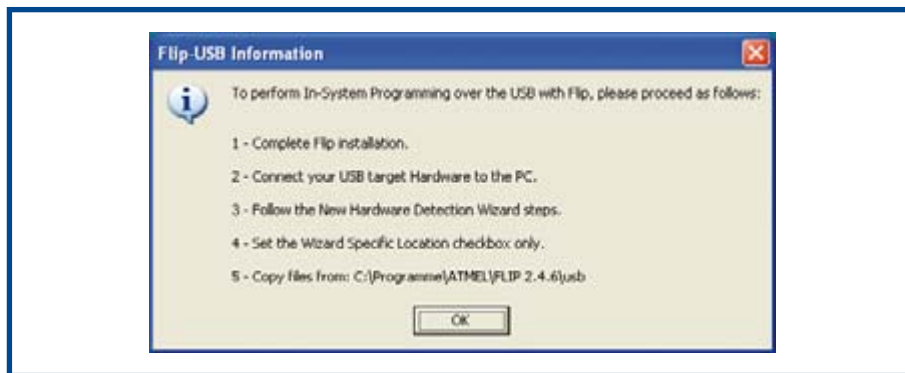 Flip-USB Information
To perform In-System Programming over the USB with Flip, please proceed as follows:
1 - Complete Flip installation.
2 - Connect your USB target Hardware to the PC.
3 - Follow the New Hardware Detection Wizard steps.
4 - Set the Wizard Specific Location checkbox only.
5 - Copy files from: C:\Programme\ATMEL\FLIP 2.4.6\usb
OK